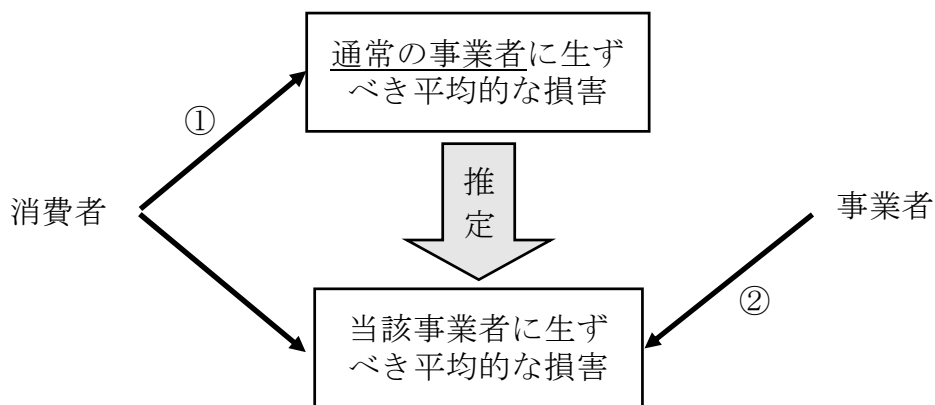 通常の事業者に生ず
べき平均的な損害
①
推
定
消費者
事業者
②
当該事業者に生ず
べき平均的な損害